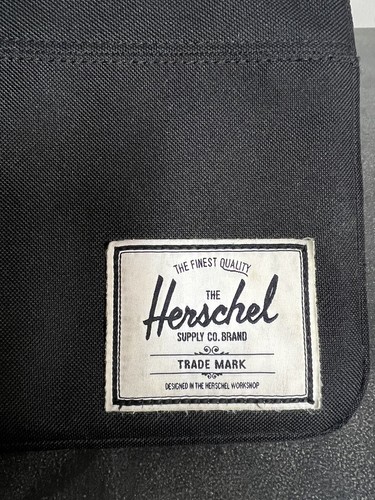 THE FINEST QUALITY
THE
Herschel
SUPPLY CO. BRAND
TRADE MARK
DESIGNED IN THE HERSCHEL WORKSHOP